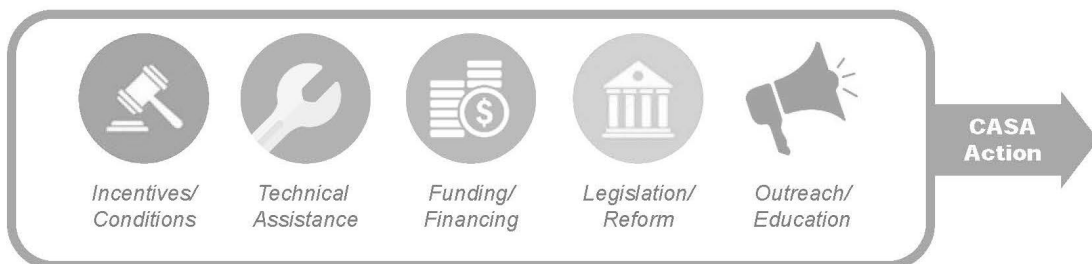 Incentives/
Conditions
Technical
Assistance
$
Funding/
Financing
Legislation/
Reform
Outreach/
Education
CASA
Action